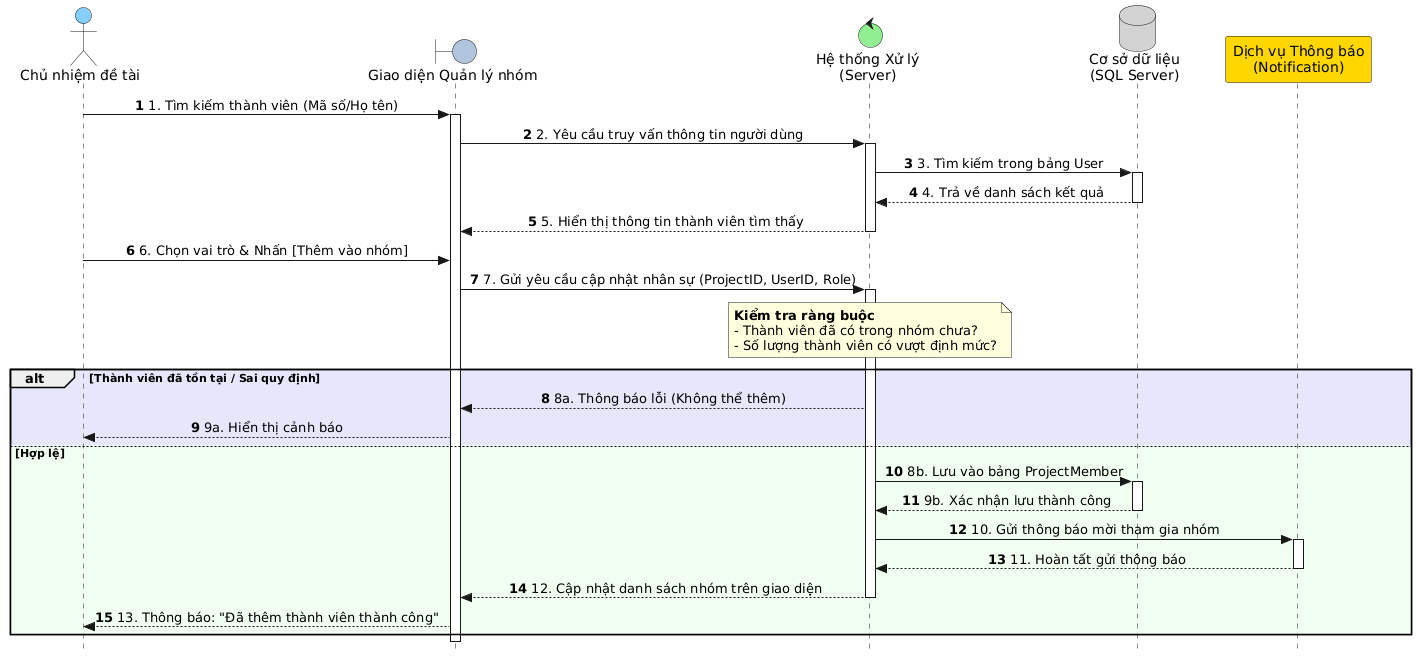 Chủ nhiệm đề tài
Giao diện Quản lý nhóm
Hệ thống Xử lý
(Server)
Cơ sở dữ liệu
(SQL Server)
Dịch vụ Thông báo
(Notification)
1 1. Tìm kiếm thành viên (Mã số/Họ tên)
2 2. Yêu cầu truy vấn thông tin người dùng
3 3. Tìm kiếm trong bảng User
4 4. Trả về danh sách kết quả
5 5. Hiển thị thông tin thành viên tìm thấy
6 6. Chọn vai trò & Nhấn [Thêm vào nhóm]
7 7. Gửi yêu cầu cập nhật nhân sự (ProjectID, UserID, Role)
Kiểm tra ràng buộc
- Thành viên đã có trong nhóm chưa?
- Số lượng thành viên có vượt định mức?
alt [Thành viên đã tồn tại / Sai quy định]
8 8a. Thông báo lỗi (Không thể thêm)
9 9a. Hiển thị cảnh báo
[Hợp lệ]
10 8b. Lưu vào bảng ProjectMember
11 9b. Xác nhận lưu thành công
12 10. Gửi thông báo mời tham gia nhóm
13 11. Hoàn tất gửi thông báo
14 12. Cập nhật danh sách nhóm trên giao diện
15 13. Thông báo: "Đã thêm thành viên thành công"